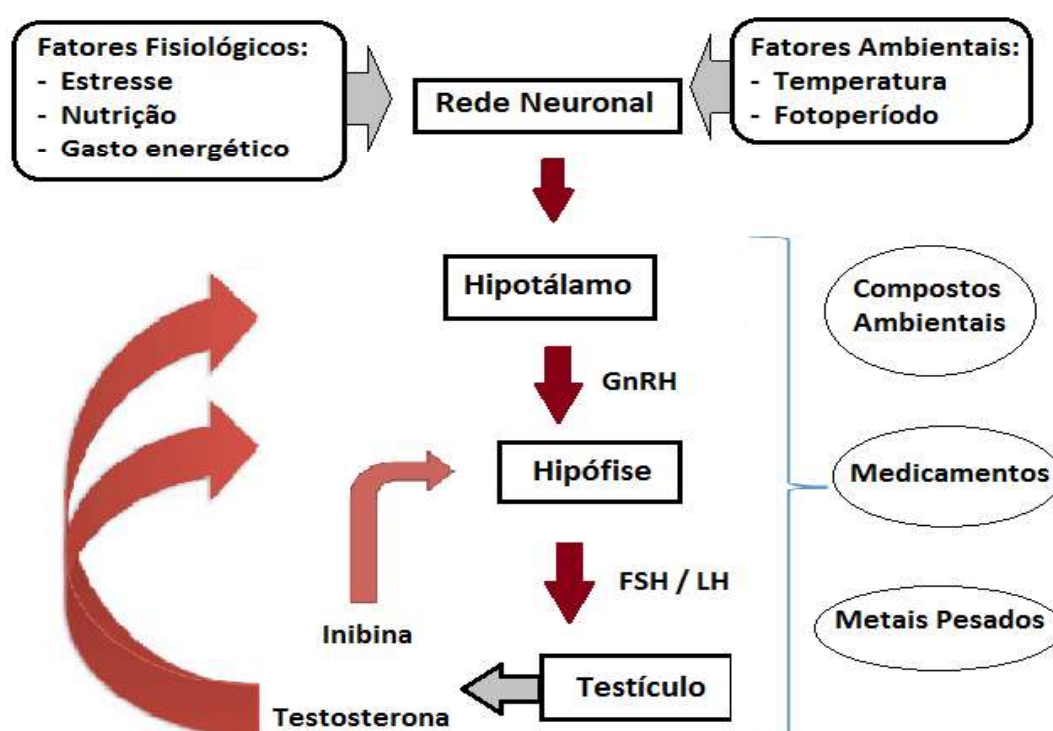 Fatores Fisiológicos:
- Estresse
- Nutrição
- Gasto energético
Rede Neuronal
Fatores Ambientais:
- Temperatura
- Fotoperíodo
Hipotálamo
GnRH
Hipófise
FSH / LH
Inibina
Testículo
Testosterona
Compostos
Ambientais
Medicamentos
Metais Pesados